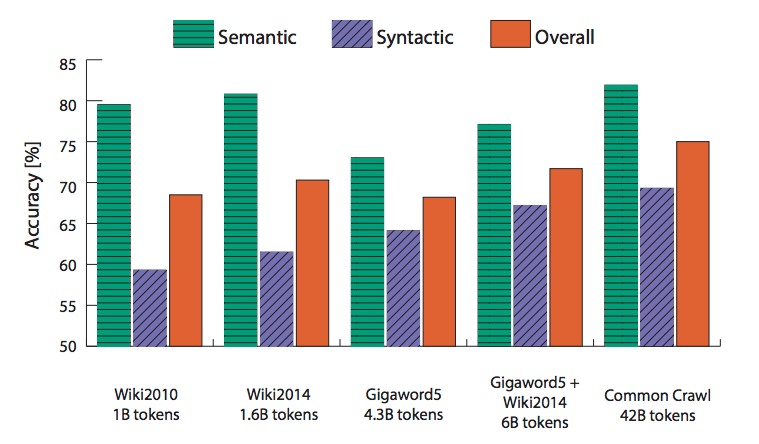 Semantic Syntactic Overall
Accuracy [%]
85
80
75
70
65
60
55
50
Wiki2010
1B tokens
Wiki2014
1.6B tokens
Gigaword5
4.3B tokens
Gigaword5 +
Wiki2014
6B tokens
Common Crawl
42B tokens